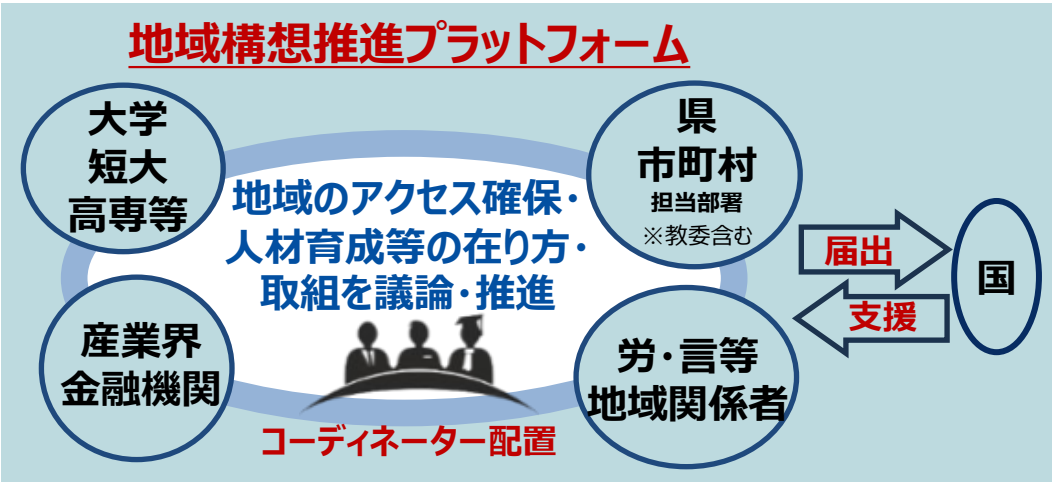 地域構想推進プラットフォーム
大学
短大
高専等
県
市町村
担当部署
※教委含む
地域のアクセス確保・
人材育成等の在り方・
取組を議論・推進
産業界
金融機関
労・言等
地域関係者
コーディネーター配置
届出
支援
国